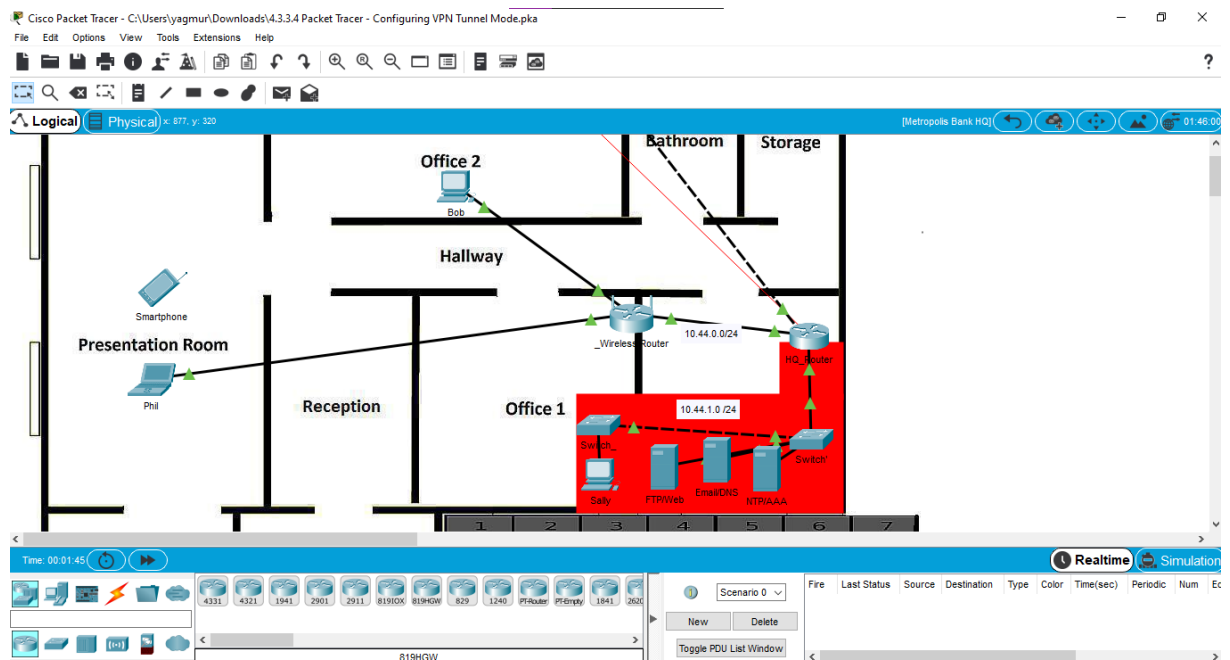 Cisco Packet Tracer - C:\Users\yagmur\Downloads\4.3.3.4 Packet Tracer - Configuring VPN Tunnel Mode.pka
File Edit Options View Tools Extensions Help
?
Logical Physical x: 877, y: 320 [Metropolis Bank HQ] 01:46:00
Bathroom Storage
Office 2
Bob
Hallway
Smartphone
10.44.0.0/24
_Wireless Router
Presentation Room
HQ_Router
Phil
Reception
Office 1
10.44.1.0 /24
Switch_
Switch'
Sally
FTP/Web
Email/DNS
NTP/AAA
1 2 3 4 5 6 7
Time: 00:01:45 Realtime Simulation
4331 4321 1941 2901 2911 819IOX 819HGW 829 1240 PT-Router PT-Empty 1841
Scenario 0
Fire Last Status Source Destination Type Color Time(sec) Periodic Num
New Delete
Toggle PDU List Window
819HGW